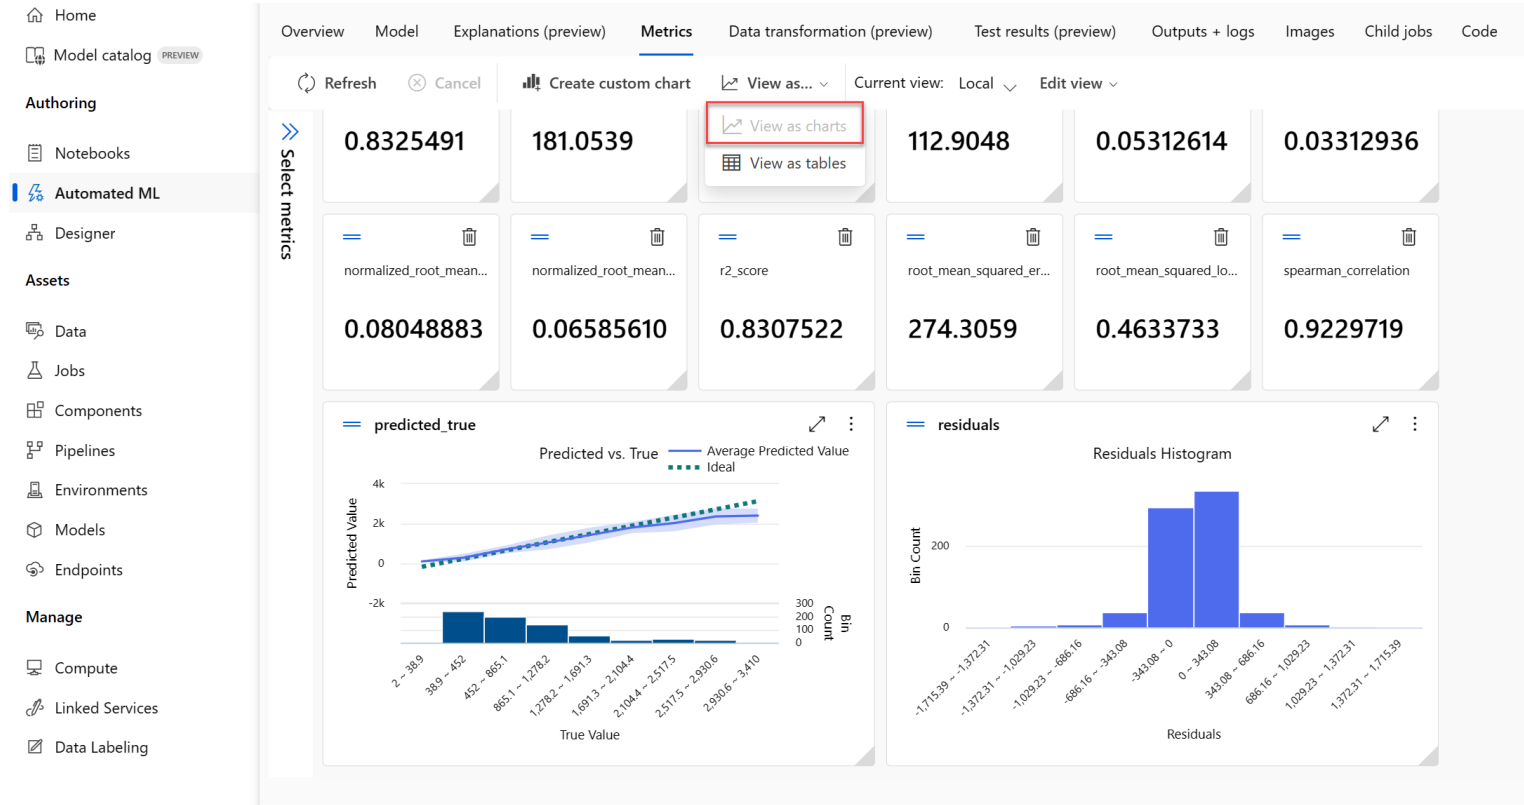 Home
Model catalog PREVIEW
Authoring
Notebooks
Automated ML
Designer
Assets
Data
Jobs
Components
Pipelines
Environments
Models
Endpoints
Manage
Compute
Linked Services
Data Labeling
Overview Model Explanations (preview) Metrics Data transformation (preview) Test results (preview) Outputs + logs Images Child jobs Code
Refresh Cancel Create custom chart View as... Current view: Local Edit view
View as charts
View as tables
Select metrics
0.8325491 181.0539 112.9048 0.05312614 0.03312936
normalized_root_mean... normalized_root_mean... r2_score root_mean_squared_er... root_mean_squared_lo... spearman_correlation
0.08048883 0.06585610 0.8307522 274.3059 0.4633733 0.9229719
predicted_true
Predicted vs. True
Average Predicted Value
Ideal
Predicted Value
4k
2k
0
-2k
300
200
100
0
Bin
Count
2 ~ 38.9
38.9 ~ 452
452 ~ 865.1
865.1 ~ 1,278.2
1,278.2 ~ 1,691.3
1,691.3 ~ 2,104.4
2,104.4 ~ 2,517.5
2,517.5 ~ 2,930.6
2,930.6 ~ 3,410
True Value
residuals
Residuals Histogram
Bin Count
200
0
-1,715.39 ~ -1,372.31
-1,372.31 ~ -1,029.23
-1,029.23 ~ -686.16
-686.16 ~ -343.08
-343.08 ~ 0
0 ~ 343.08
343.08 ~ 686.16
686.16 ~ 1,029.23
1,029.23 ~ 1,372.31
1,372.31 ~ 1,715.39
Residuals